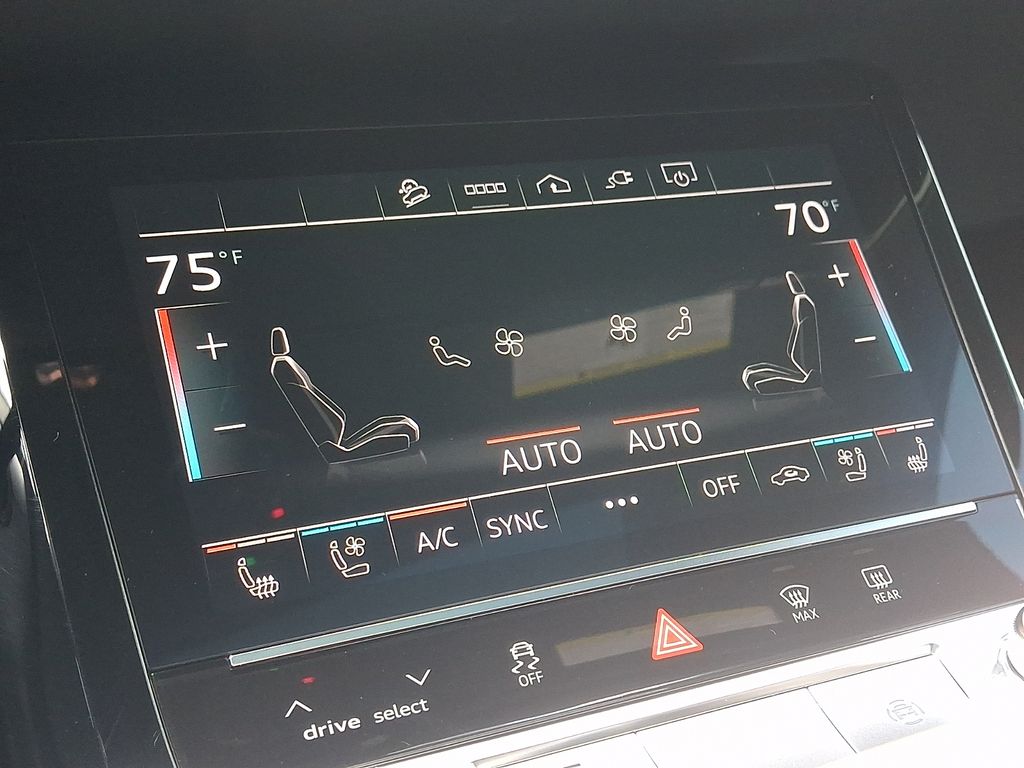 75°F
70°F
AUTO
AUTO
A/C
SYNC
...
OFF
OFF
MAX
REAR
drive select